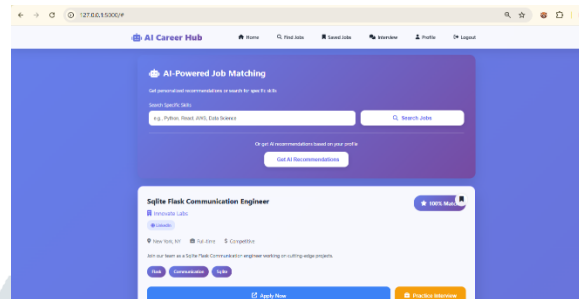 127.0.0.1:5000/#
AI Career Hub
Home
Find Jobs
Saved Jobs
Interview
Profile
Logout
AI-Powered Job Matching
Get personalized recommendations or search for specific skills
Search Specific Skills
e.g., Python, React, AWS, Data Science
Search Jobs
Or get AI recommendations based on your profile
Get AI Recommendations
Sqlite Flask Communication Engineer
100% Match
Innovate Labs
LinkedIn
New York, NY
Full-time
$ Competitive
Join our team as a Sqlite Flask Communication engineer working on cutting-edge projects.
Flask
Communication
Sqlite
Apply Now
Practice Interview